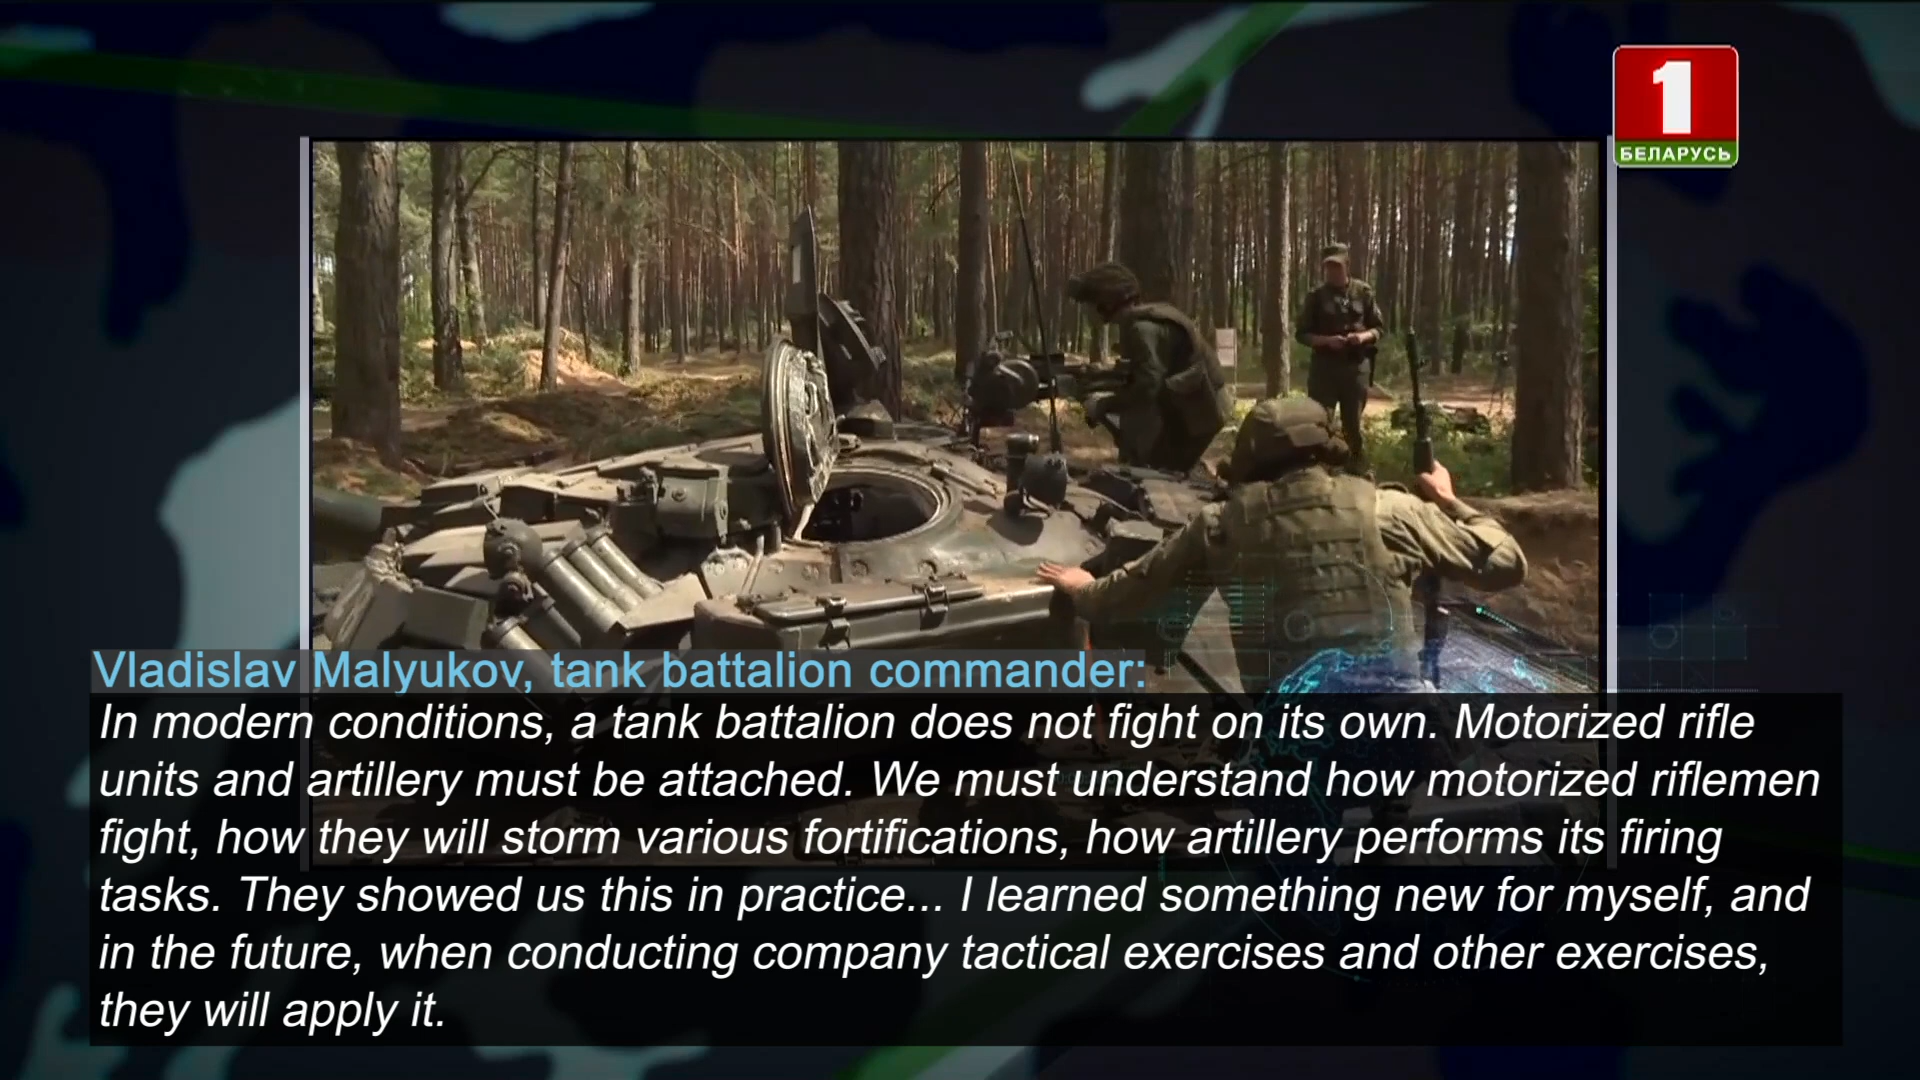 1
БЕЛАРУСЬ
Vladislav Malyukov, tank battalion commander:
In modern conditions, a tank battalion does not fight on its own. Motorized rifle
units and artillery must be attached. We must understand how motorized riflemen
fight, how they will storm various fortifications, how artillery performs its firing
tasks. They showed us this in practice... I learned something new for myself, and
in the future, when conducting company tactical exercises and other exercises,
they will apply it.